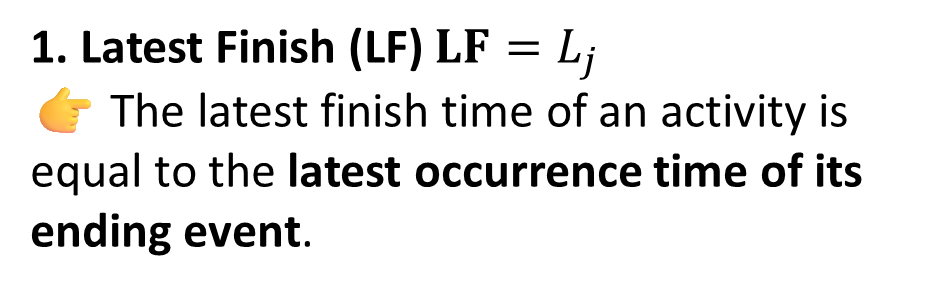 1. Latest Finish (LF) LF = Lⱼ
👉 The latest finish time of an activity is
equal to the latest occurrence time of its
ending event.